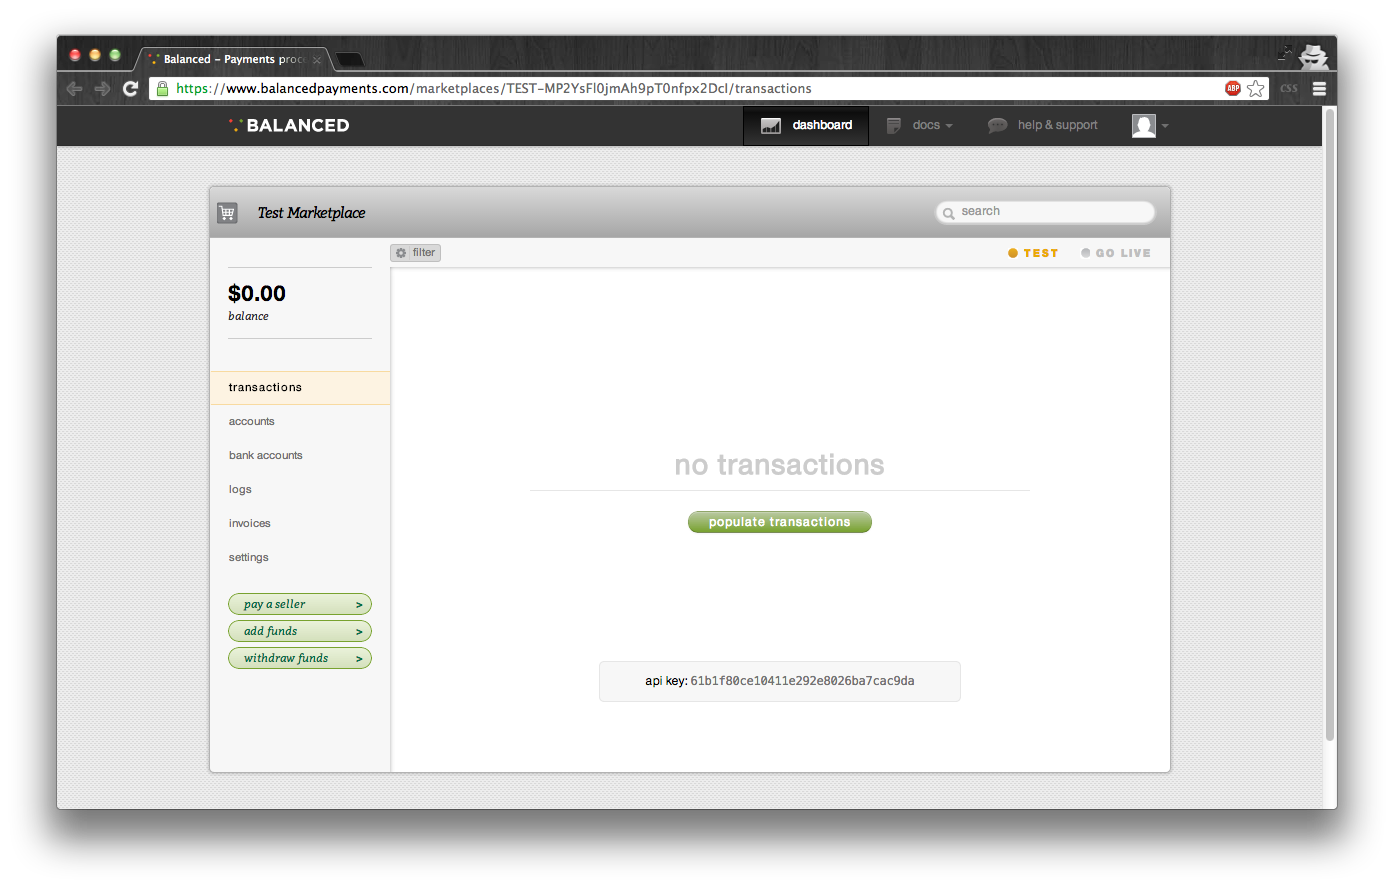 Balanced – Payments proc
https://www.balancedpayments.com/marketplaces/TEST-MP2YsFl0jmAh9pT0nfpx2Dcl/transactions
ABP
CSS
BALANCED
dashboard
docs
help & support
Test Marketplace
search
filter
TEST
GO LIVE
$0.00
balance
transactions
accounts
bank accounts
logs
invoices
settings
pay a seller >
add funds >
withdraw funds >
no transactions
populate transactions
api key: 61b1f80ce10411e292e8026ba7cac9da